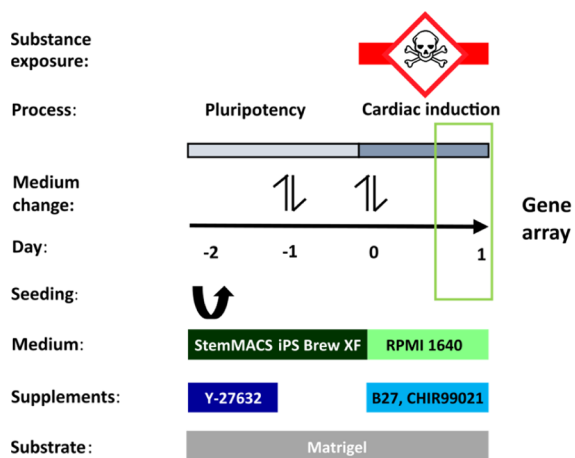 Substance
exposure:
Process:
Pluripotency
Cardiac induction
Medium
change:
Gene
array
Day:
-2
-1
0
1
Seeding:
Medium:
StemMACS iPS Brew XF
RPMI 1640
Supplements:
Y-27632
B27, CHIR99021
Substrate:
Matrigel